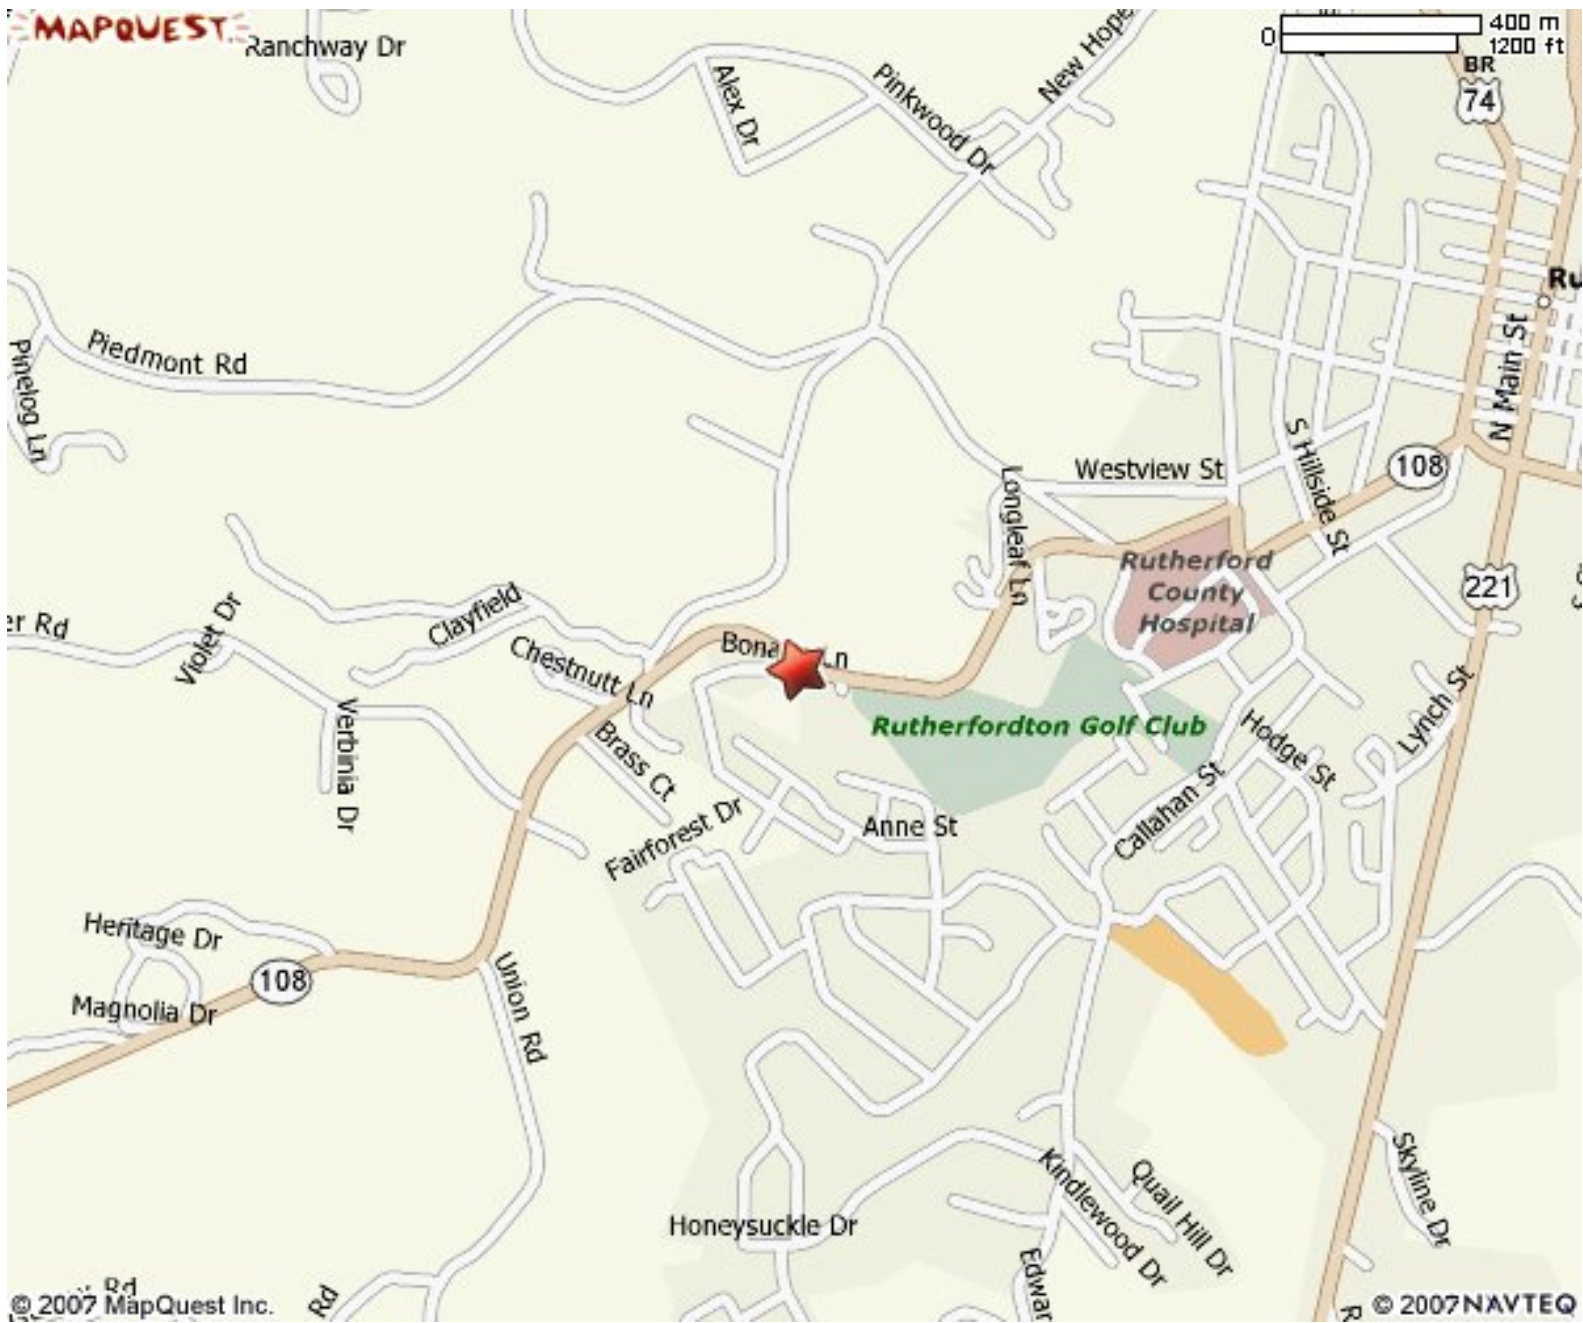 MAPQUEST
Ranchway Dr
New Hope
0
400 m
1200 ft
BR
74
Alex Dr
Pinkwood Dr
Ru
Piedmont Rd
Pinelog Ln
N Main St
108
Westview St
S Hillside St
Longleaf Ln
Rutherford
County
Hospital
221
er Rd
Violet Dr
Clayfield
Chestnutt Ln
Bona Ln
Verbinia Dr
Brass Ct
Rutherfordton Golf Club
Hodge St
Lynch St
Fairforest Dr
Anne St
Callahan St
Heritage Dr
108
Magnolia Dr
Union Rd
Skyline Dr
Kindlewood Dr
Quail Hill Dr
Honeysuckle Dr
Edwar
Rd
Rd
R
© 2007 MapQuest Inc.
© 2007 NAVTEQ